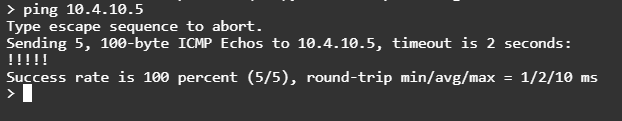 > ping 10.4.10.5
Type escape sequence to abort.
Sending 5, 100-byte ICMP Echos to 10.4.10.5, timeout is 2 seconds:
!!!!!
Success rate is 100 percent (5/5), round-trip min/avg/max = 1/2/10 ms
>